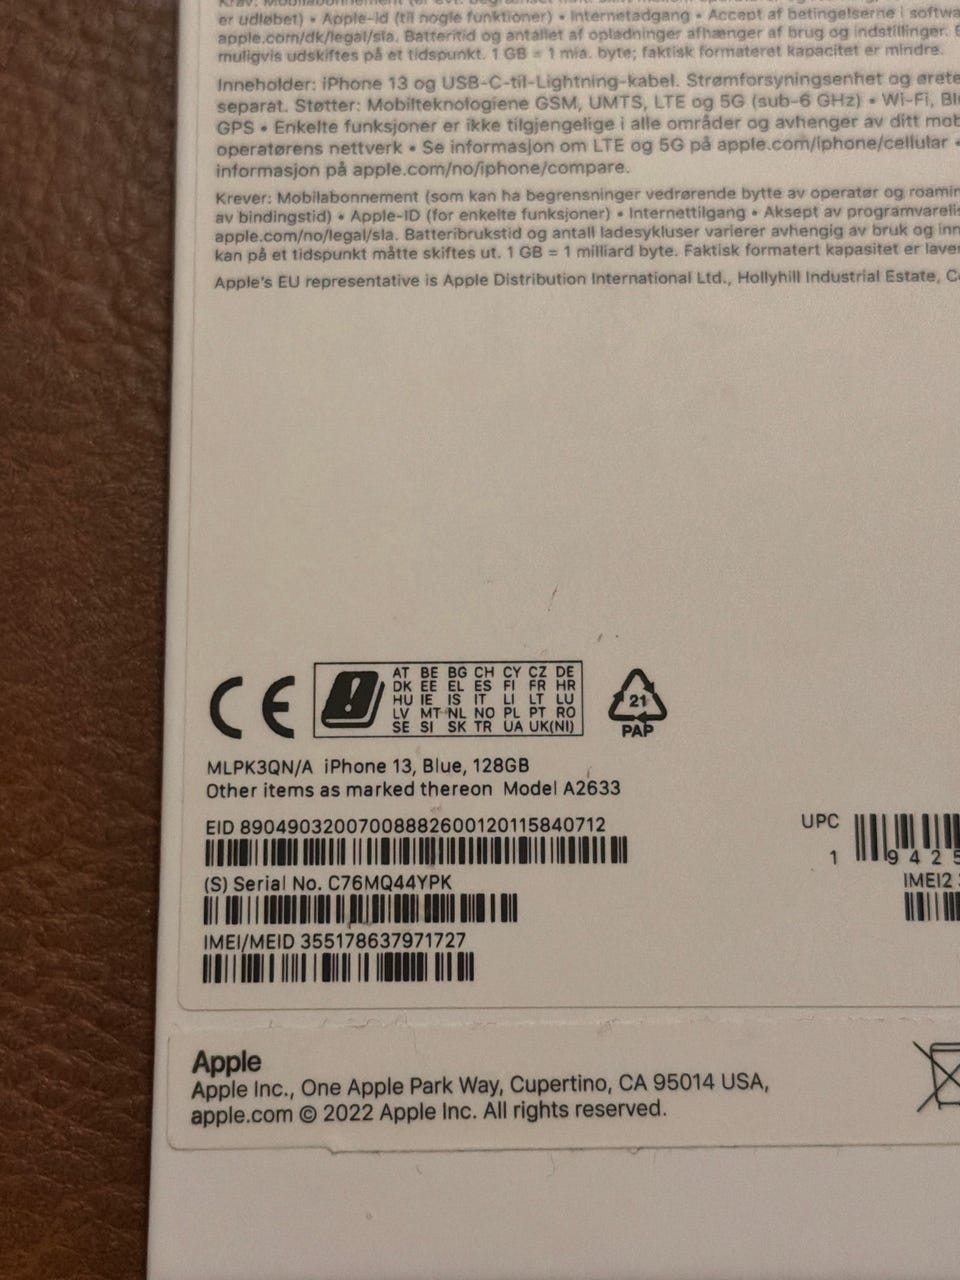 er udløbet) • Apple-id (til nogle funktioner) • Internetadgang • Accept af betingelserne i
apple.com/dk/legal/sla. Batteritid og antallet af opladninger afhænger af brug og indstillinger.
muligvis udskiftes på et tidspunkt. 1 GB = 1 mia. byte; faktisk formateret kapacitet er mindre.
Inneholder: iPhone 13 og USB-C-til-Lightning-kabel. Strømforsyningsenhet og
separat. Støtter: Mobilteknologiene GSM, UMTS, LTE og 5G (sub-6 GHz) • Wi-Fi,
GPS • Enkelte funksjoner er ikke tilgjengelige i alle områder og avhenger av ditt
operatørens nettverk • Se informasjon om LTE og 5G på apple.com/iphone/cellular •
informasjon på apple.com/no/iphone/compare.
Krever: Mobilabonnement (som kan ha begrensninger vedrørende bytte av operatør og
av bindingstid) • Apple-ID (for enkelte funksjoner) • Internettilgang • Aksept av
apple.com/no/legal/sla. Batteribrukstid og antall ladesykluser varierer avhengig av bruk og
kan på et tidspunkt måtte skiftes ut. 1 GB = 1 milliard byte. Faktisk formatert kapasitet er
Apple's EU representative is Apple Distribution International Ltd., Hollyhill Industrial Estate,
CE
AT BE BG CH CY CZ DE
DK EE EL ES FI FR HR
HU IE IS IT LI LT LU
LV MT NL NO PL PT RO
SE SI SK TR UA UK(NI)
21
PAP
MLPK3QN/A iPhone 13, Blue, 128GB
Other items as marked thereon Model A2633
EID 89049032007008882600120115840712
UPC
1 9425
(S) Serial No. C76MQ44YPK
IMEI2
IMEI/MEID 355178637971727
Apple
Apple Inc., One Apple Park Way, Cupertino, CA 95014 USA,
apple.com © 2022 Apple Inc. All rights reserved.